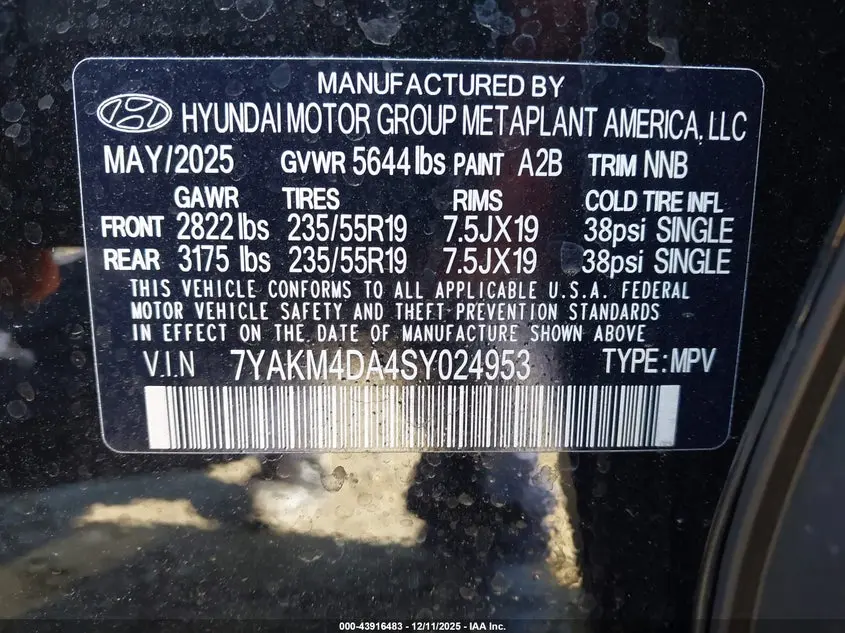 MANUFACTURED BY
HYUNDAI MOTOR GROUP METAPLANT AMERICA, LLC
MAY/2025 GVWR 5644 lbs PAINT A2B TRIM NNB
GAWR TIRES RIMS COLD TIRE INFL
FRONT 2822 lbs 235/55R19 7.5JX19 38psi SINGLE
REAR 3175 lbs 235/55R19 7.5JX19 38psi SINGLE
THIS VEHICLE CONFORMS TO ALL APPLICABLE U.S.A. FEDERAL
MOTOR VEHICLE SAFETY AND THEFT PREVENTION STANDARDS
IN EFFECT ON THE DATE OF MANUFACTURE SHOWN ABOVE
V.I.N 7YAKM4DA4SY024953 TYPE: MPV
000-43916483 - 12/11/2025 - IAA Inc.